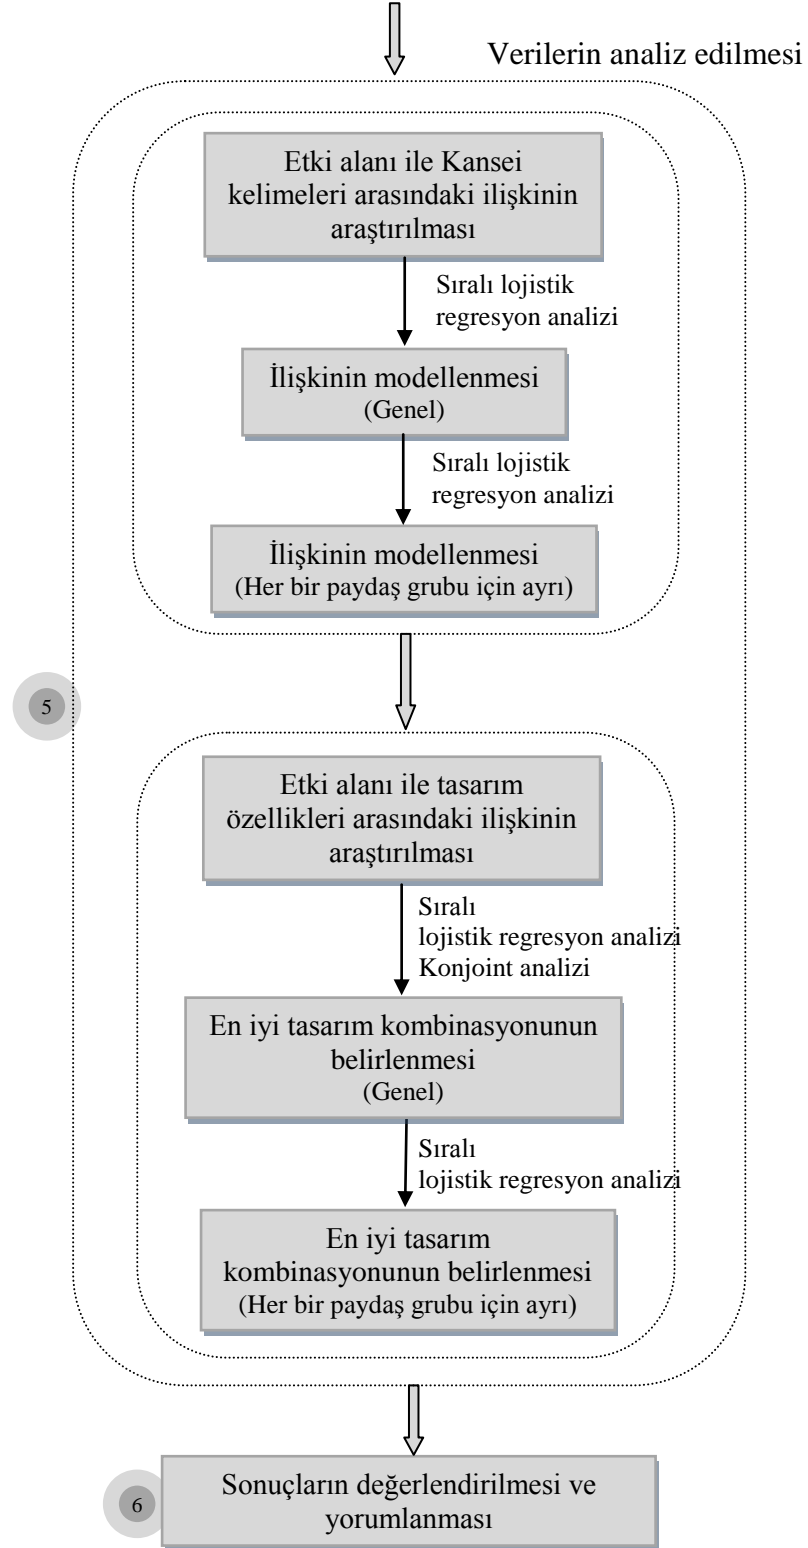 Verilerin analiz edilmesi
Etki alanı ile Kansei
kelimeleri arasındaki ilişkinin
araştırılması
Sıralı lojistik
regresyon analizi
İlişkinin modellenmesi
(Genel)
Sıralı lojistik
regresyon analizi
İlişkinin modellenmesi
(Her bir paydaş grubu için ayrı)
5
Etki alanı ile tasarım
özellikleri arasındaki ilişkinin
araştırılması
Sıralı
lojistik regresyon analizi
Konjoint analizi
En iyi tasarım kombinasyonunun
belirlenmesi
(Genel)
Sıralı
lojistik regresyon analizi
En iyi tasarım
kombinasyonunun belirlenmesi
(Her bir paydaş grubu için ayrı)
6
Sonuçların değerlendirilmesi ve
yorumlanması